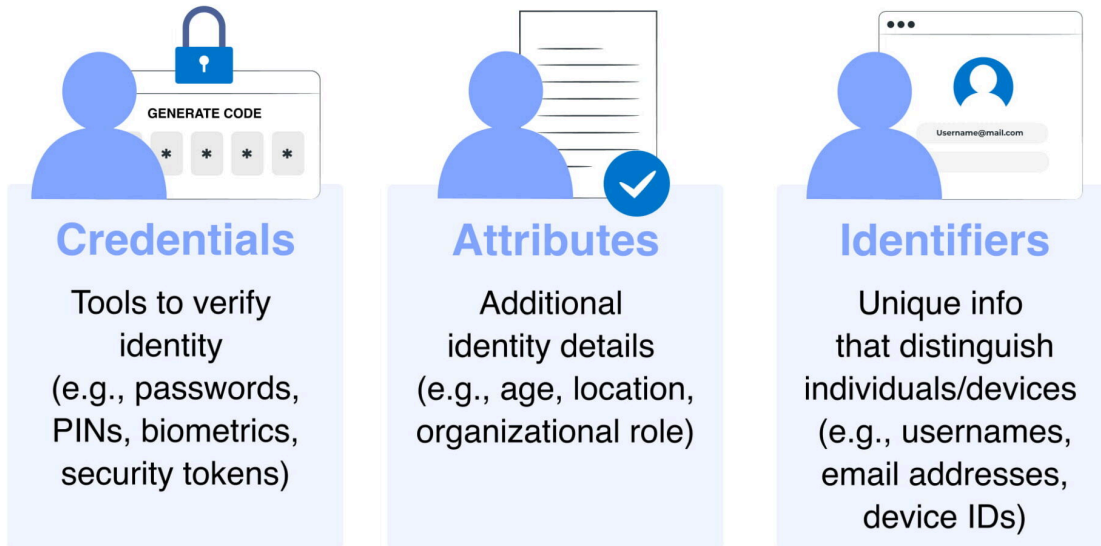 GENERATE CODE
* * * *
Credentials
Tools to verify
identity
(e.g., passwords,
PINs, biometrics,
security tokens)
Attributes
Additional
identity details
(e.g., age, location,
organizational role)
Username@mail.com
Identifiers
Unique info
that distinguish
individuals/devices
(e.g., usernames,
email addresses,
device IDs)